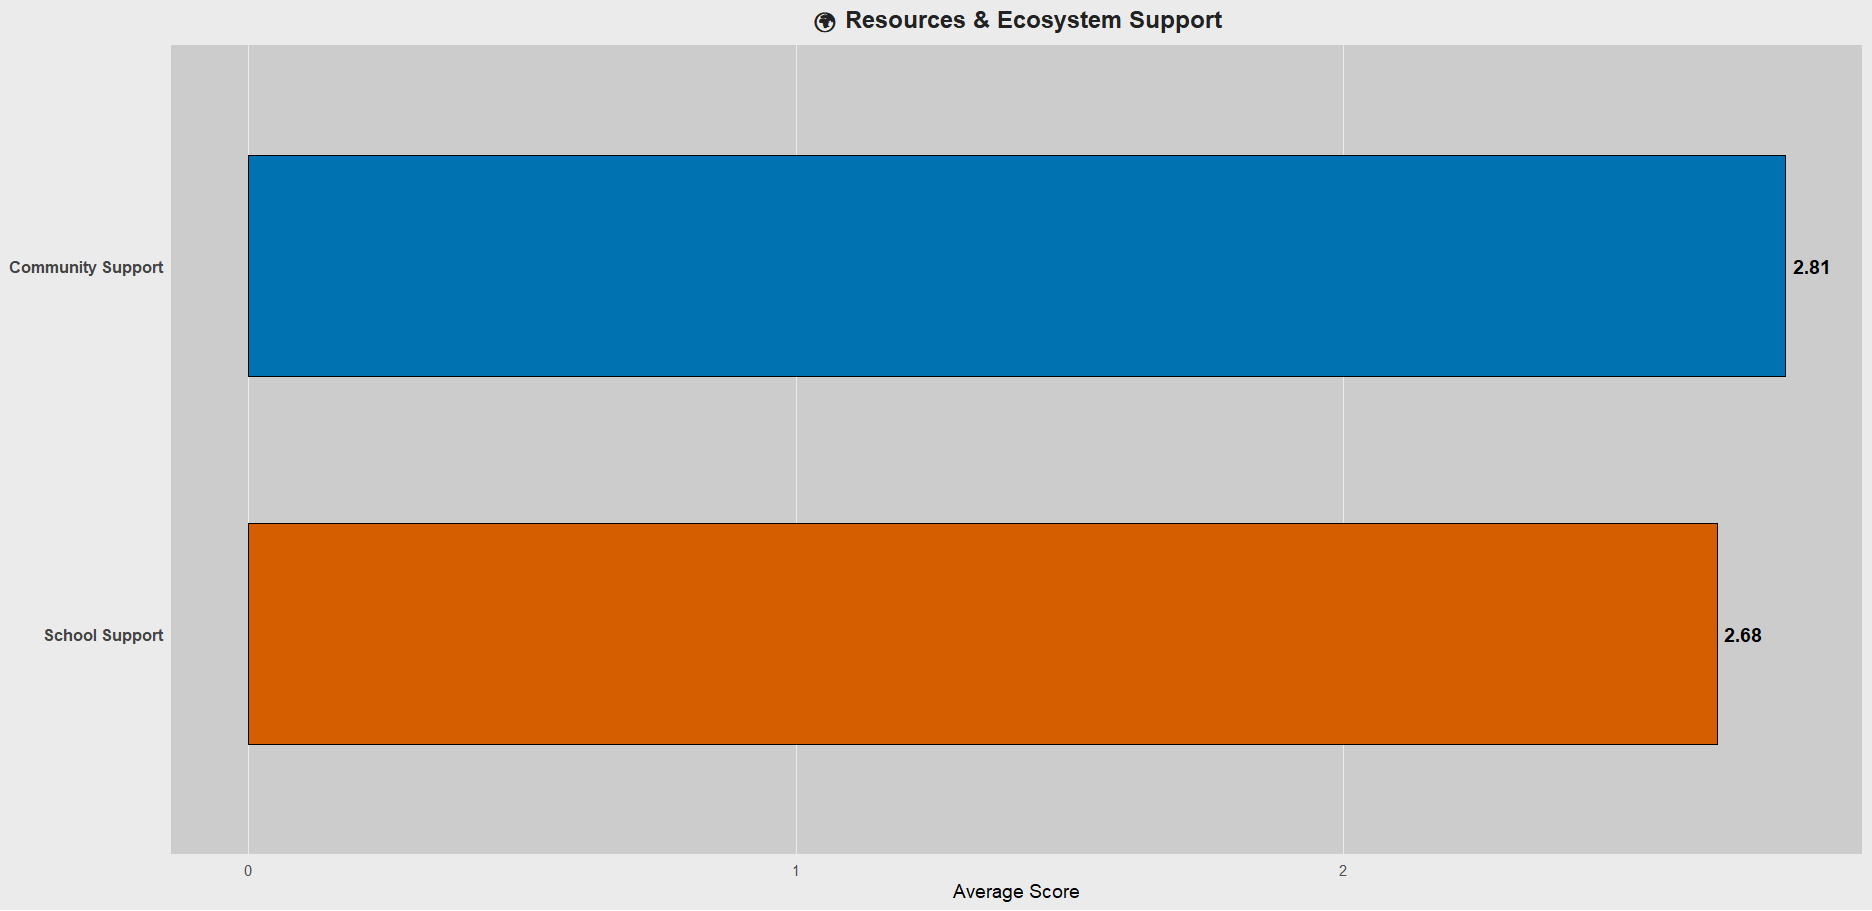 🌍 Resources & Ecosystem Support
Community Support
2.81
School Support
2.68
0 1 2
Average Score